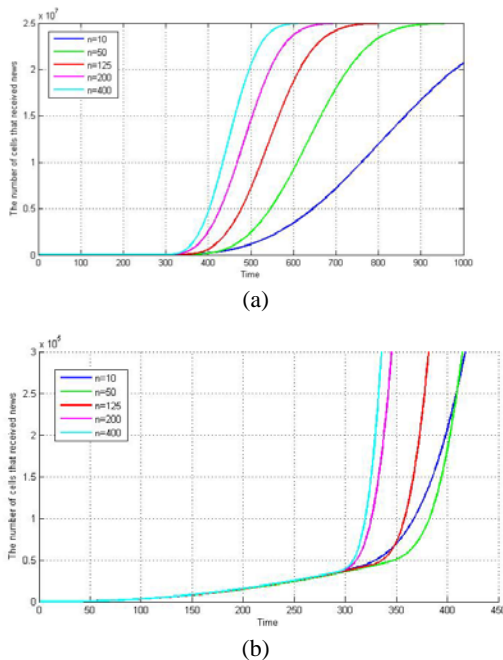 x 10^7
2.5
2
1.5
1
0.5
0
The number of cells that received news
n=10
n=50
n=125
n=200
n=400
0 100 200 300 400 500 600 700 800 900 1000
Time
(a)
x 10^5
3
2.5
2
1.5
1
0.5
0
The number of cells that received news
n=10
n=50
n=125
n=200
n=400
0 50 100 150 200 250 300 350 400 450
Time
(b)